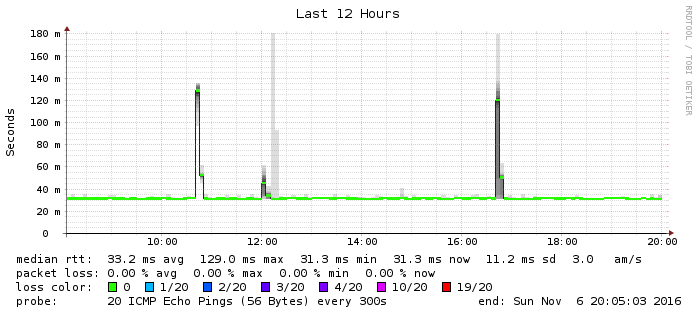 Last 12 Hours
RRDTOOL / TOBI OETIKER
Seconds
180 m
160 m
140 m
120 m
100 m
80 m
60 m
40 m
20 m
0
10:00 12:00 14:00 16:00 18:00 20:00
median rtt: 33.2 ms avg 129.0 ms max 31.3 ms min 31.3 ms now 11.2 ms sd 3.0 am/s
packet loss: 0.00 % avg 0.00 % max 0.00 % min 0.00 % now
loss color: 0 1/20 2/20 3/20 4/20 10/20 19/20
probe: 20 ICMP Echo Pings (56 Bytes) every 300s end: Sun Nov 6 20:05:03 2016